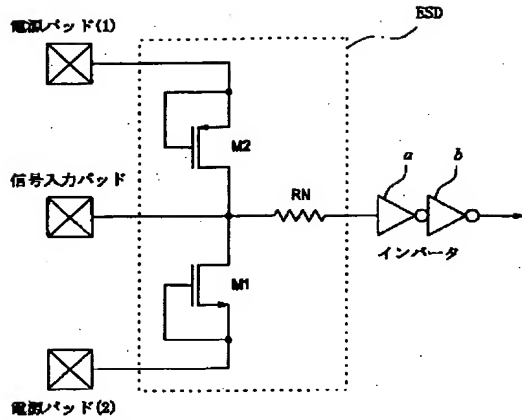 電源パッド(1)
ESD
M2
信号入力パッド
RN
a
b
インバータ
M1
電源パッド(2)